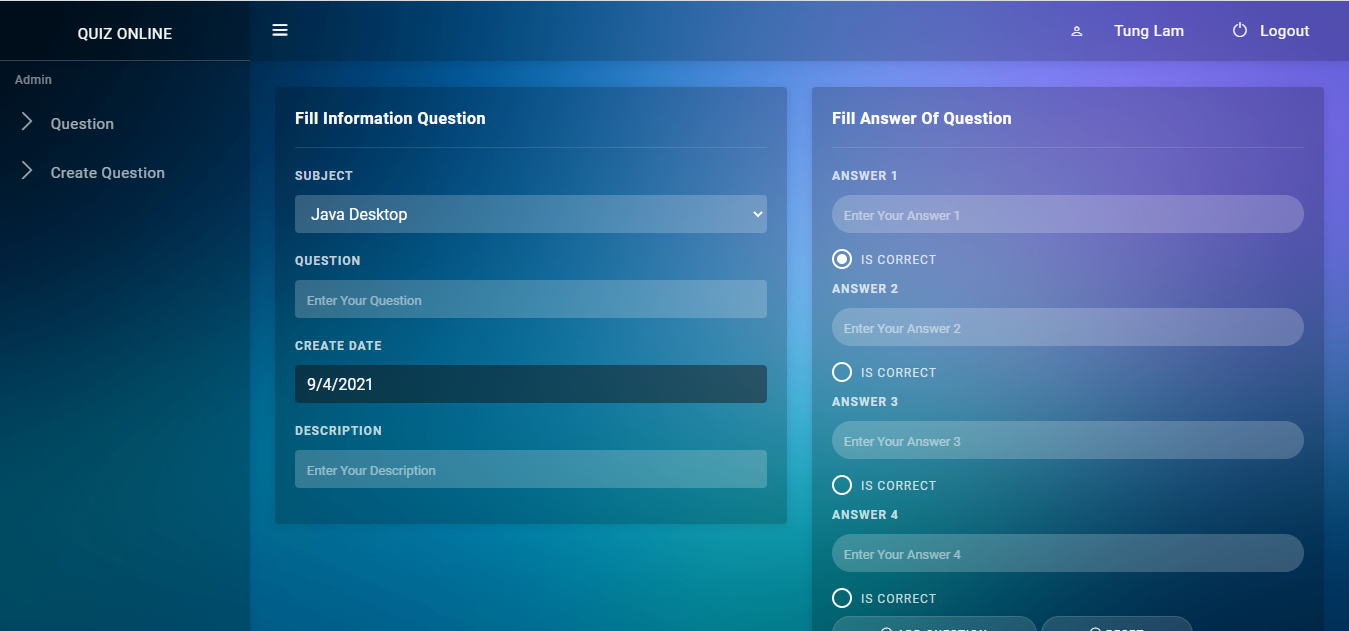 QUIZ ONLINE
Tung Lam
Logout
Admin
Question
Create Question
Fill Information Question
SUBJECT
Java Desktop
QUESTION
Enter Your Question
CREATE DATE
9/4/2021
DESCRIPTION
Enter Your Description
Fill Answer Of Question
ANSWER 1
Enter Your Answer 1
IS CORRECT
ANSWER 2
Enter Your Answer 2
IS CORRECT
ANSWER 3
Enter Your Answer 3
IS CORRECT
ANSWER 4
Enter Your Answer 4
IS CORRECT
ADD QUESTION
RESET